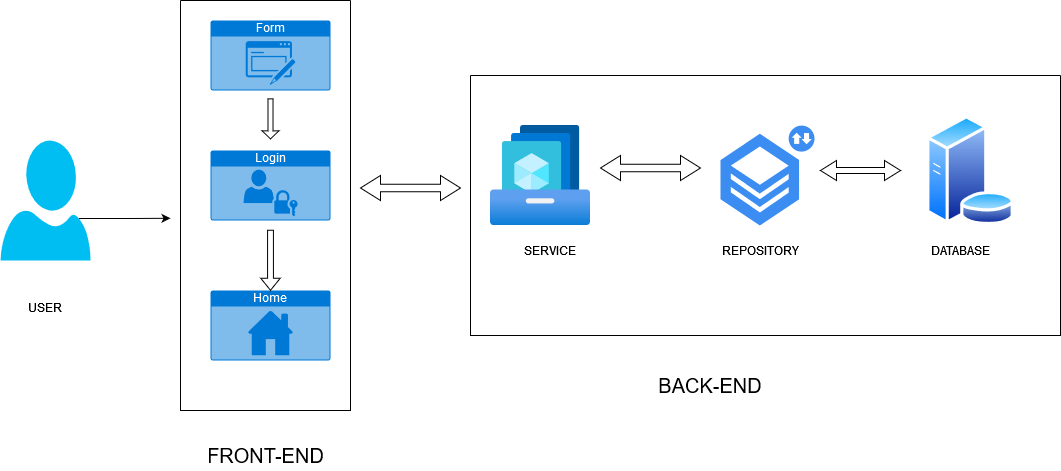 Form
Login
Home
USER
FRONT-END
SERVICE
REPOSITORY
DATABASE
BACK-END